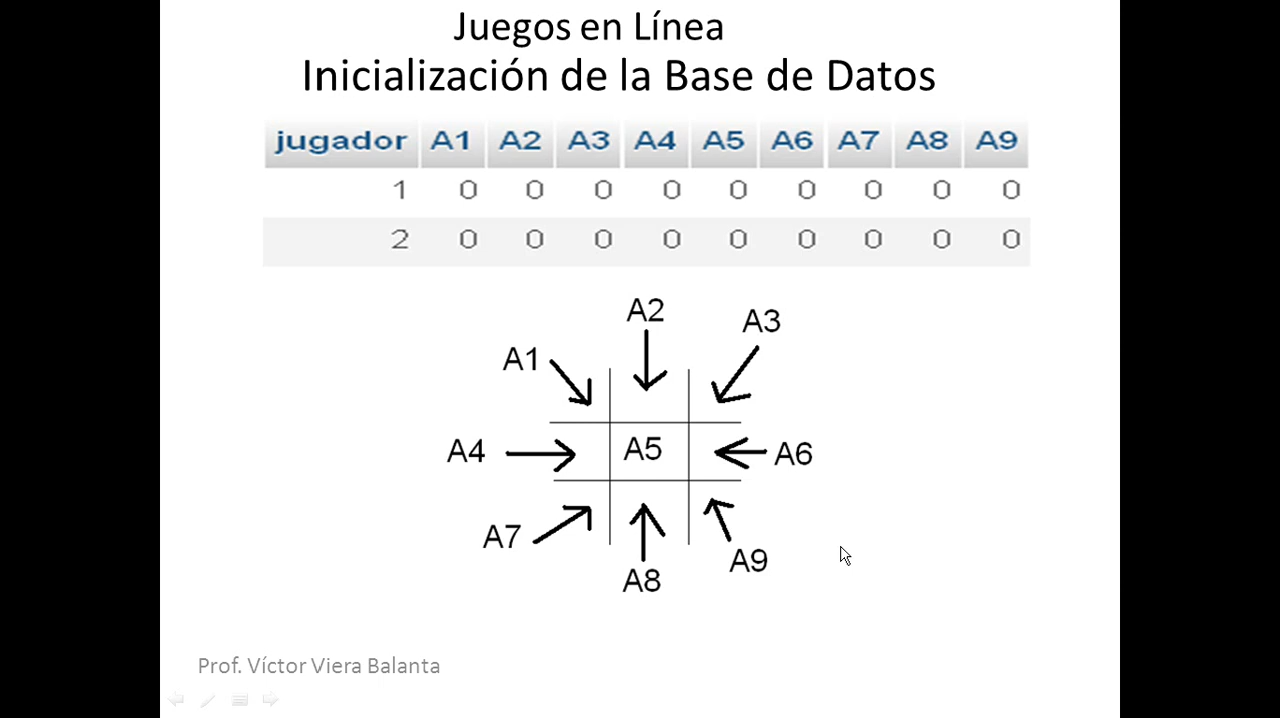 Juegos en Línea
Inicialización de la Base de Datos
jugador A1 A2 A3 A4 A5 A6 A7 A8 A9
1 0 0 0 0 0 0 0 0 0
2 0 0 0 0 0 0 0 0 0
A2
A3
A1
A4 A5 A6
A7
A9
A8
Prof. Víctor Viera Balanta